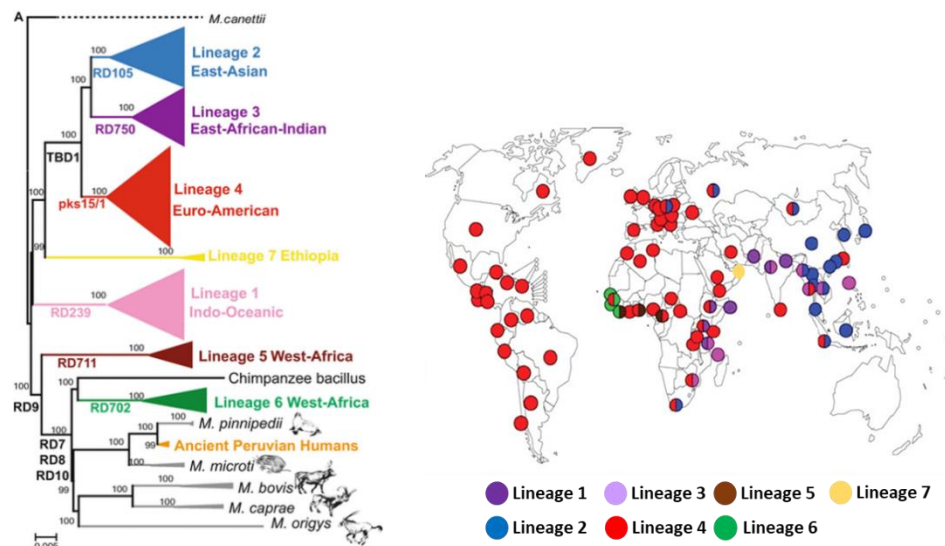 A
M.canettii
100
Lineage 2
East-Asian
RD105
100
100
100
Lineage 3
East-African-Indian
RD750
TBD1
100
Lineage 4
Euro-American
pks15/1
100
99
100
Lineage 7 Ethiopia
100
Lineage 1
Indo-Oceanic
RD239
100
Lineage 5 West-Africa
RD711
100
Chimpanzee bacillus
RD9
100
100
Lineage 6 West-Africa
RD702
RD7
RD8
RD10
100
M. pinnipedii
100
99
Ancient Peruvian Humans
100
M. microti
99
100
M. bovis
100
100
M. caprae
100
M. origys
0.005
Lineage 1
Lineage 3
Lineage 5
Lineage 7
Lineage 2
Lineage 4
Lineage 6